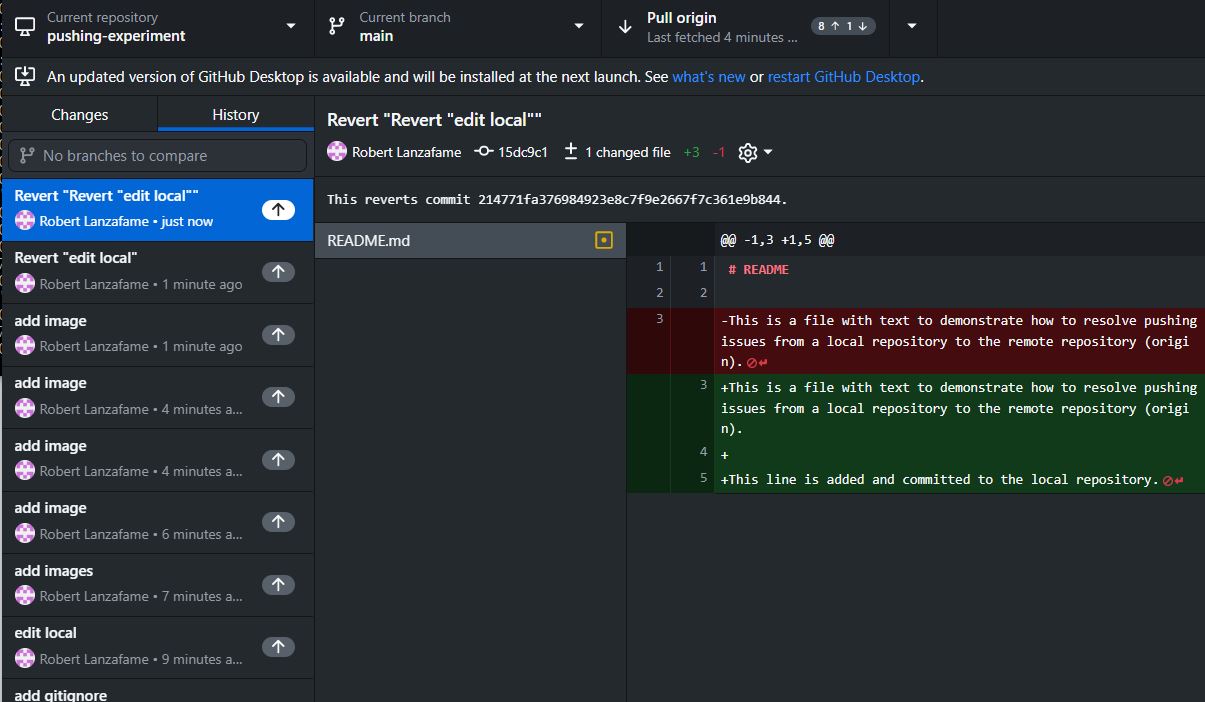 Current repository
pushing-experiment
Current branch
main
Pull origin
Last fetched 4 minutes ...
8 ↑ 1 ↓
An updated version of GitHub Desktop is available and will be installed at the next launch. See what's new or restart GitHub Desktop.
Changes
History
No branches to compare
Revert "Revert "edit local""
Robert Lanzafame • just now
Revert "edit local"
Robert Lanzafame • 1 minute ago
add image
Robert Lanzafame • 1 minute ago
add image
Robert Lanzafame • 4 minutes a...
add image
Robert Lanzafame • 4 minutes a...
add image
Robert Lanzafame • 6 minutes a...
add images
Robert Lanzafame • 7 minutes a...
edit local
Robert Lanzafame • 9 minutes a...
add gitignore
Revert "Revert "edit local""
Robert Lanzafame 15dc9c1 1 changed file +3 -1
This reverts commit 214771fa376984923e8c7f9e2667f7c361e9b844.
README.md
@@ -1,3 +1,5 @@
1 1 # README
2 2
3 -This is a file with text to demonstrate how to resolve pushing
issues from a local repository to the remote repository (origi
n).
3 +This is a file with text to demonstrate how to resolve pushing
issues from a local repository to the remote repository (origi
n).
4 +
5 +This line is added and committed to the local repository.